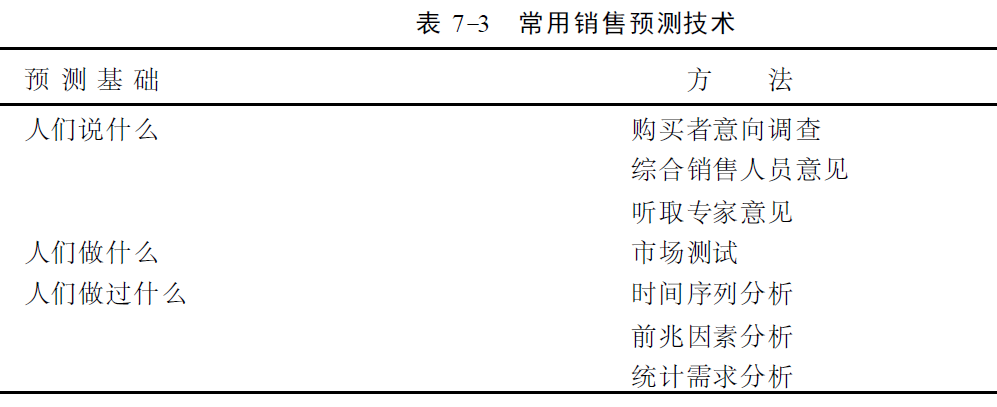 表 7-3 常用销售预测技术
预测基础 方法
人们说什么 购买者意向调查
综合销售人员意见
听取专家意见
人们做什么 市场测试
人们做过什么 时间序列分析
前兆因素分析
统计需求分析